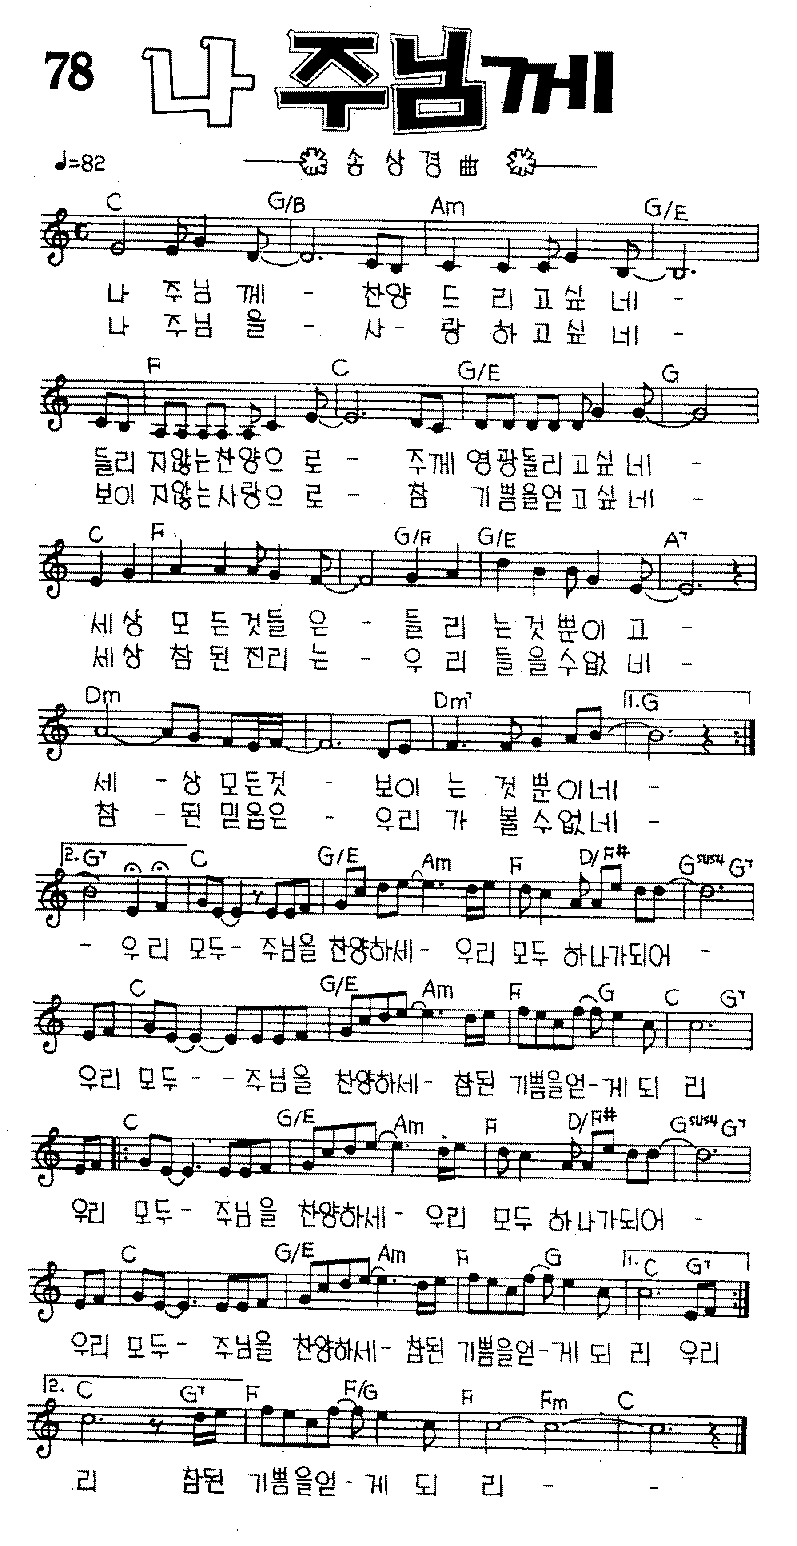 78 나 주님께
♩=82 송 상 경 曲
C G/B Am G/E
나 주님 께 - 찬양 드 리 고싶 네 -
나 주님 을 - 사 - 랑 하고싶 네 -
F C G/E G
들리 지않는찬양으 로 - 주께 영광돌리고싶 네 -
보이 지않는사랑으 로 - 참 기쁨을얻고싶 네 -
C F G/F G/E A7
세상 모 든 것들 은 - 들 리 는 것 뿐이 고 -
세상 참 된 진리 는 - 우 리 들 을 수없 네 -
Dm Dm7 1. G
세 - 상 모든것 - 보이 는 것 뿐이네 -
참 - 된 믿음은 - 우리 가 볼 수없네 -
2. G7 C G/E Am F D/F# Gsus4 G7
- 우 리 모두 - 주님을 찬양하세 - 우리 모두 하나가되어 -
C G/E Am F G C G7
우리 모두 - - 주님을 찬양하세 - 참된 기쁨을얻 - 게 되 리
C G/E Am F D/F# Gsus4 G7
우리 모두 - 주님을 찬양하세 - 우리 모두 하나가되어 -
C G/E Am F G 1. C G7
우리 모두 - 주님을 찬양하세 - 참된 기쁨을얻 - 게 되 리 우리
2. C G7 F F/G F Fm C
리 참된 기쁨을얻 - 게 되 리 - -